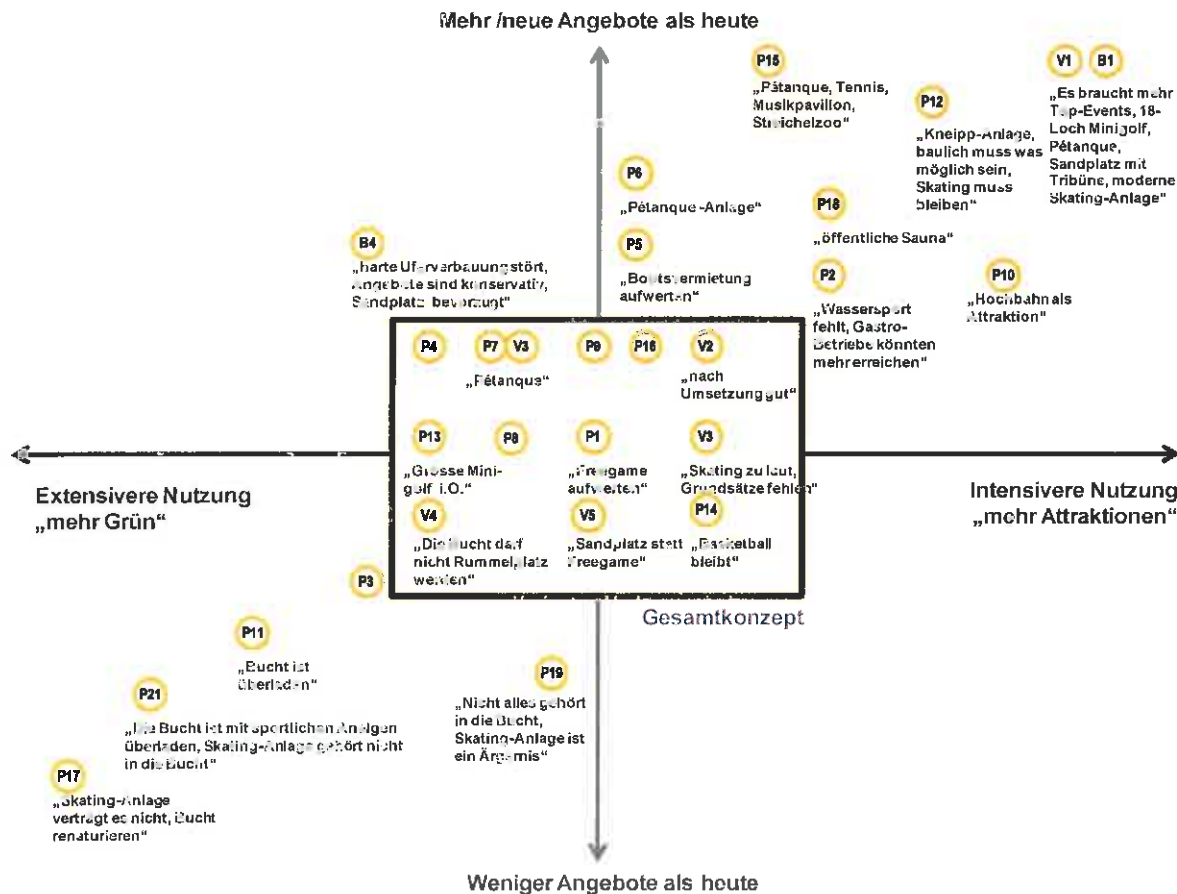 Mehr /neue Angebote als heute
P15
„Pétanque, Tennis,
Musikpavillon,
Streichelzoo“
V1 B1
„Es braucht mehr
Top-Events, 18-
Loch Minigolf,
Pétanque,
Sandplatz mit
Tribüne, moderne
Skating-Anlage“
P12
„Kneipp-Anlage,
baulich muss was
möglich sein,
Skating muss
bleiben“
P6
„Pétanque-Anlage“
P18
„öffentliche Sauna“
B4
„harte Uferverbauung stört,
Angebote sind konservativ,
Sandplatz bevorzugt“
P5
„Bootsvermietung
aufwerten“
P2
„Wassersport
fehlt, Gastro-
Betriebe könnten
mehr erreichen“
P10
„Hochbahn als
Attraktion“
P4 P7 V3 P9 P16 V2
„Pétanque“
„nach
Umsetzung gut“
P13 P8 P1 V3
„Grosse Mini-
golf i.O.“
„Freegame
aufwerten“
„Skating zu laut,
Grundsätze fehlen“
Extensivere Nutzung
„mehr Grün“
Intensivere Nutzung
„mehr Attraktionen“
V4 V5 P14
„Die Bucht darf
nicht Rummelplatz
werden“
„Sandplatz statt
Freegame“
„Basketball
bleibt“
P3
Gesamtkonzept
P11
„Bucht ist
überladen“
P21
„Die Bucht ist mit sportlichen Analgen
überladen, Skating-Anlage gehört nicht
in die Bucht“
P19
„Nicht alles gehört
in die Bucht,
Skating-Anlage ist
ein Ärgernis“
P17
„Skating-Anlage
verträgt es nicht, Bucht
renaturieren“
Weniger Angebote als heute